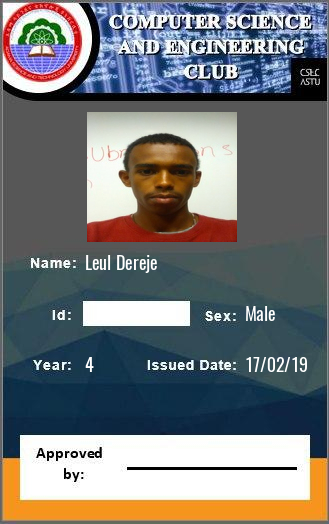 COMPUTER SCIENCE
AND ENGINEERING
CLUB
CSEC
ASTU
Name: Leul Dereje
Id:
Sex: Male
Year: 4
Issued Date: 17/02/19
Approved
by: